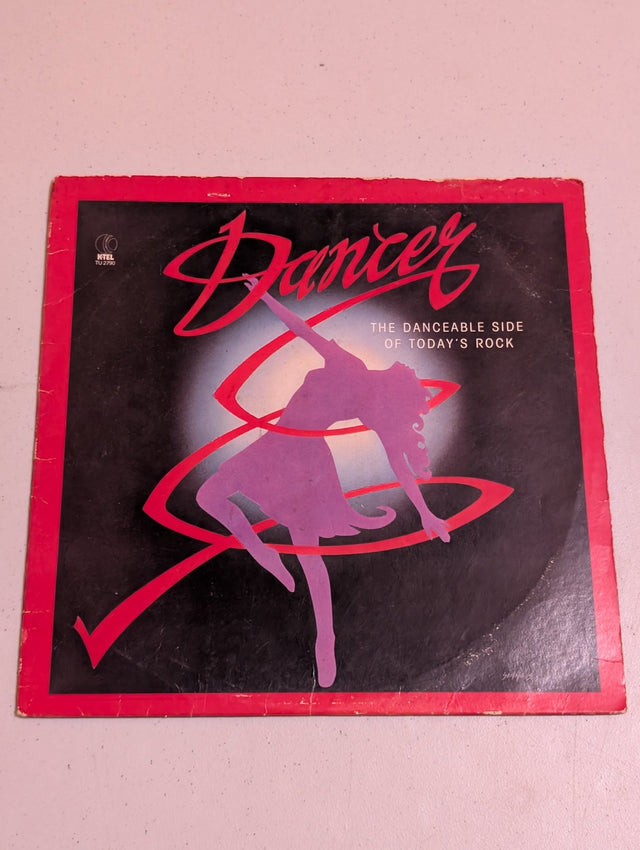 Dancer
K-TEL
TU 2790
THE DANCEABLE SIDE
OF TODAY'S ROCK